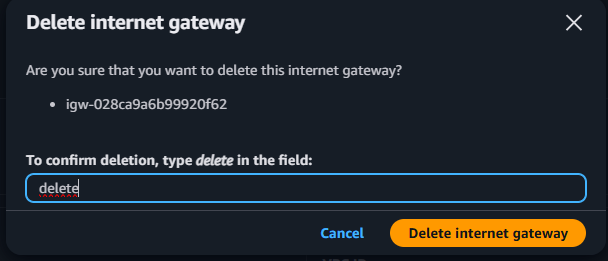 Delete internet gateway
Are you sure that you want to delete this internet gateway?
• igw-028ca9a6b99920f62
To confirm deletion, type delete in the field:
delete
Cancel
Delete internet gateway